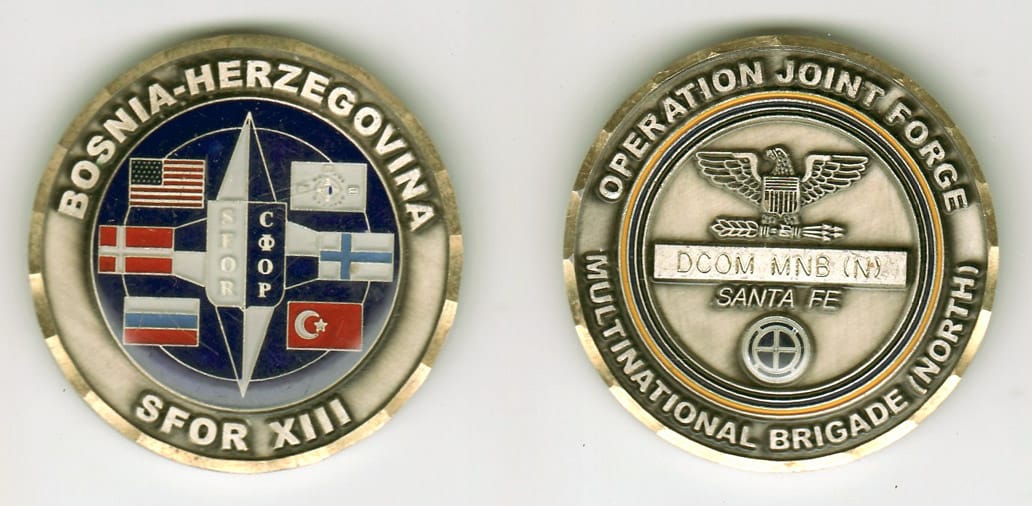 BOSNIA-HERZEGOVINA
SFOR
СФОР
SFOR XIII
OPERATION JOINT FORGE
DCOM MNB (N)
SANTA FE
MULTINATIONAL BRIGADE (NORTH)